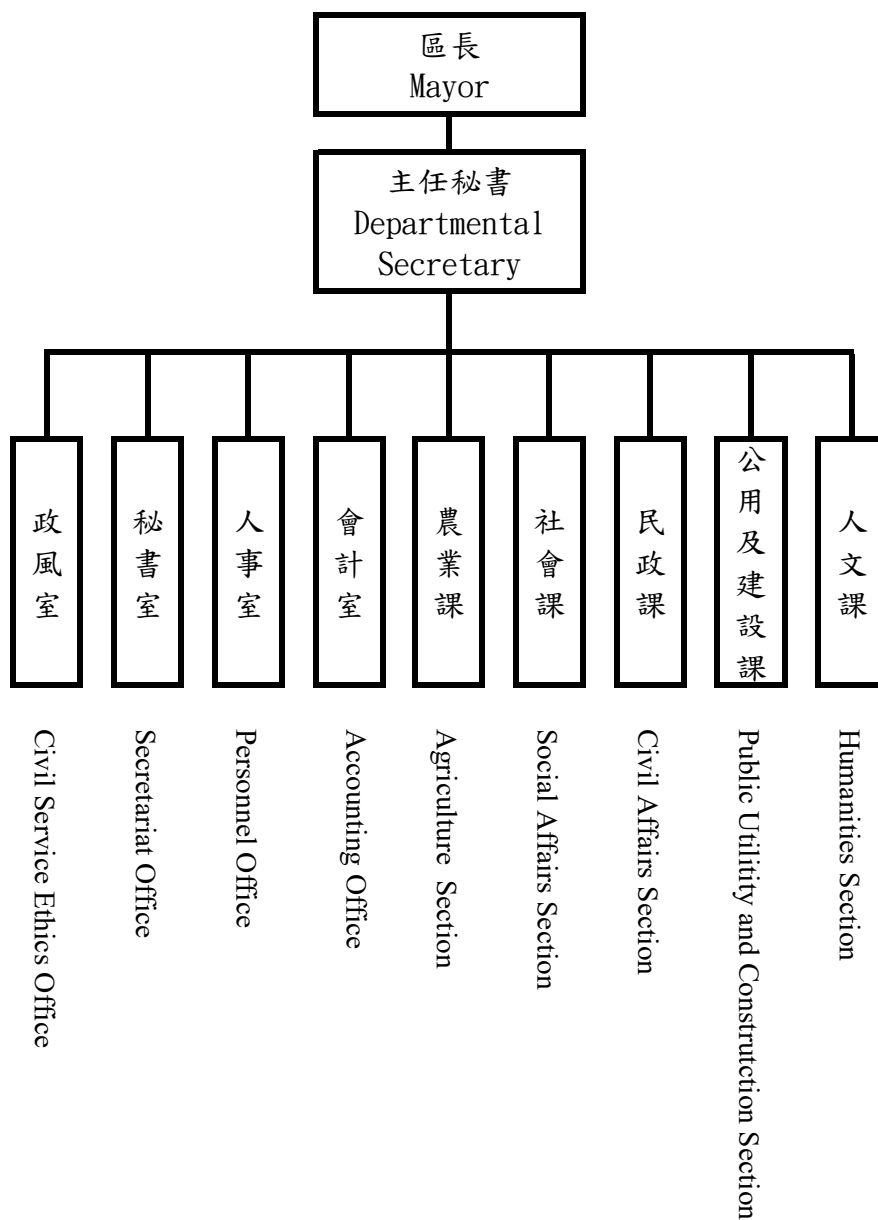 區長
Mayor
主任秘書
Departmental
Secretary
政風室
秘書室
人事室
會計室
農業課
社會課
民政課
公用及建設課
人文課
Civil Service Ethics Office
Secretariat Office
Personnel Office
Accounting Office
Agriculture Section
Social Affairs Section
Civil Affairs Section
Public Utilitity and Construtction Section
Humanities Section